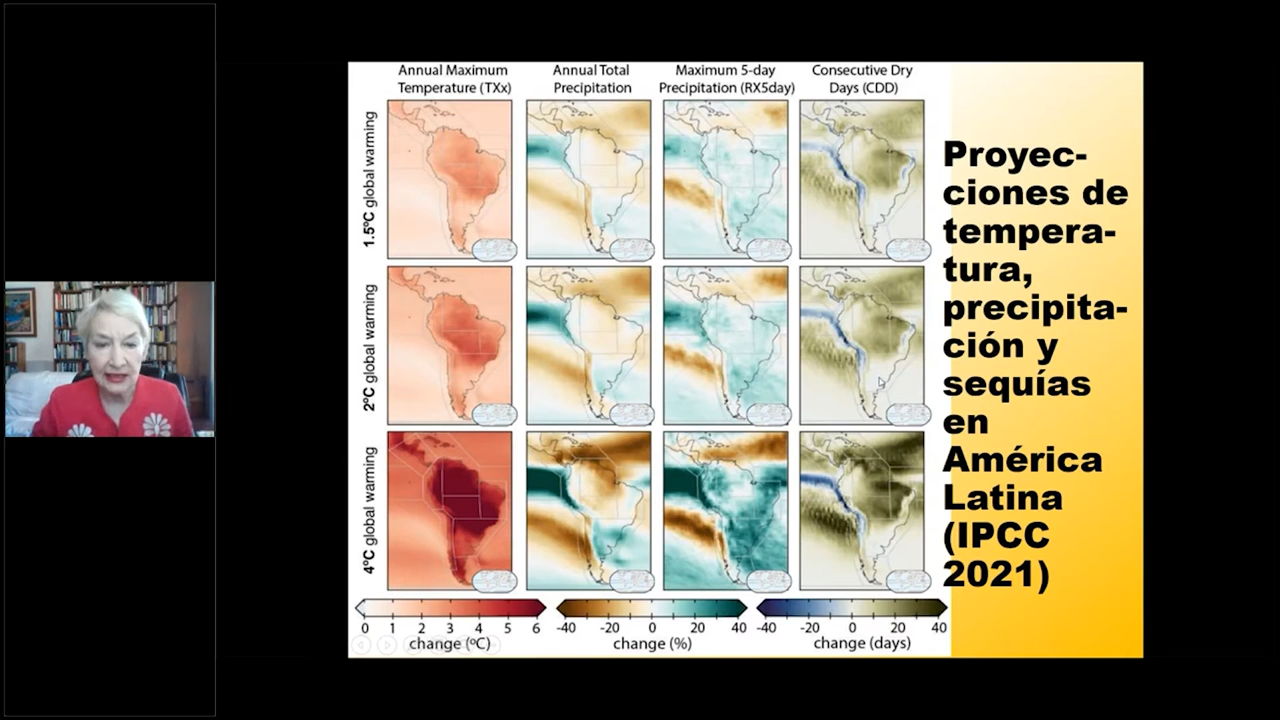 Annual Maximum
Temperature (TXx)
Annual Total
Precipitation
Maximum 5-day
Precipitation (RX5day)
Consecutive Dry
Days (CDD)
1.5ºC global warming
2ºC global warming
4ºC global warming
0 1 2 3 4 5 6
change (ºC)
-40 -20 0 20 40
change (%)
-40 -20 0 20 40
change (days)
Proyec-
ciones de
tempera-
tura,
precipita-
ción y
sequías
en
América
Latina
(IPCC
2021)